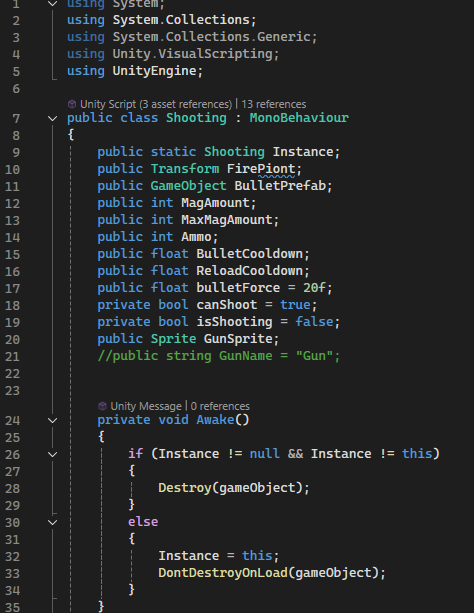 1 using System;
2 using System.Collections;
3 using System.Collections.Generic;
4 using Unity.VisualScripting;
5 using UnityEngine;
6
Unity Script (3 asset references) | 13 references
7 public class Shooting : MonoBehaviour
8 {
9 public static Shooting Instance;
10 public Transform FirePiont;
11 public GameObject BulletPrefab;
12 public int MagAmount;
13 public int MaxMagAmount;
14 public int Ammo;
15 public float BulletCooldown;
16 public float ReloadCooldown;
17 public float bulletForce = 20f;
18 private bool canShoot = true;
19 private bool isShooting = false;
20 public Sprite GunSprite;
21 //public string GunName = "Gun";
22
23
Unity Message | 0 references
24 private void Awake()
25 {
26 if (Instance != null && Instance != this)
27 {
28 Destroy(gameObject);
29 }
30 else
31 {
32 Instance = this;
33 DontDestroyOnLoad(gameObject);
34 }
35 }